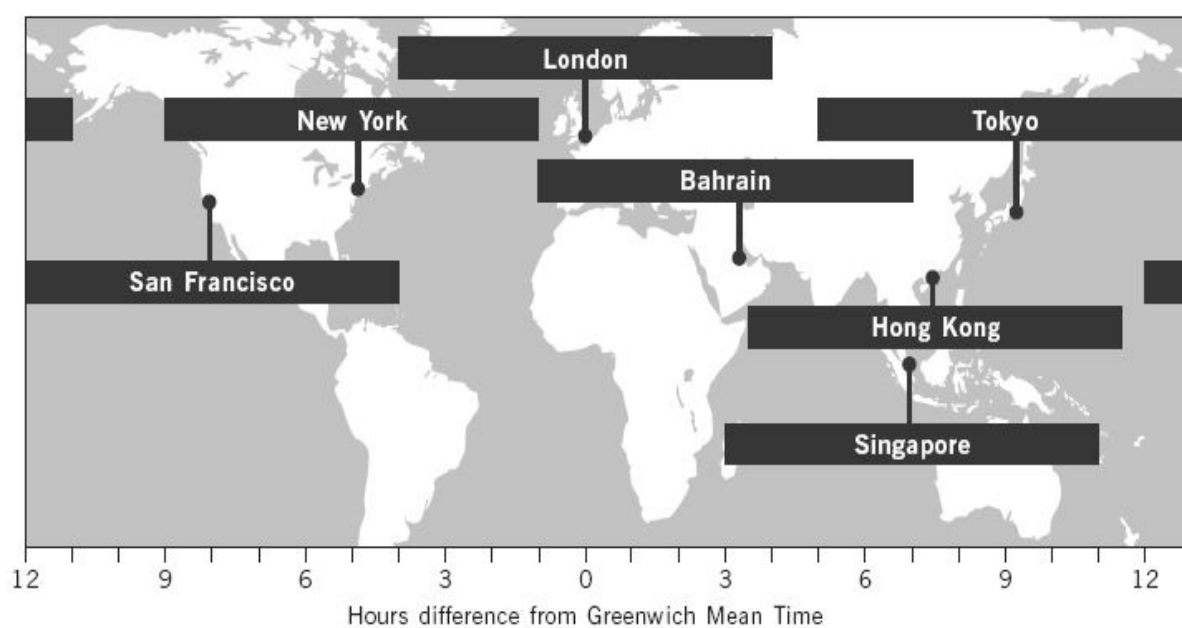 London
New York
Tokyo
Bahrain
San Francisco
Hong Kong
Singapore
12 9 6 3 0 3 6 9 12
Hours difference from Greenwich Mean Time